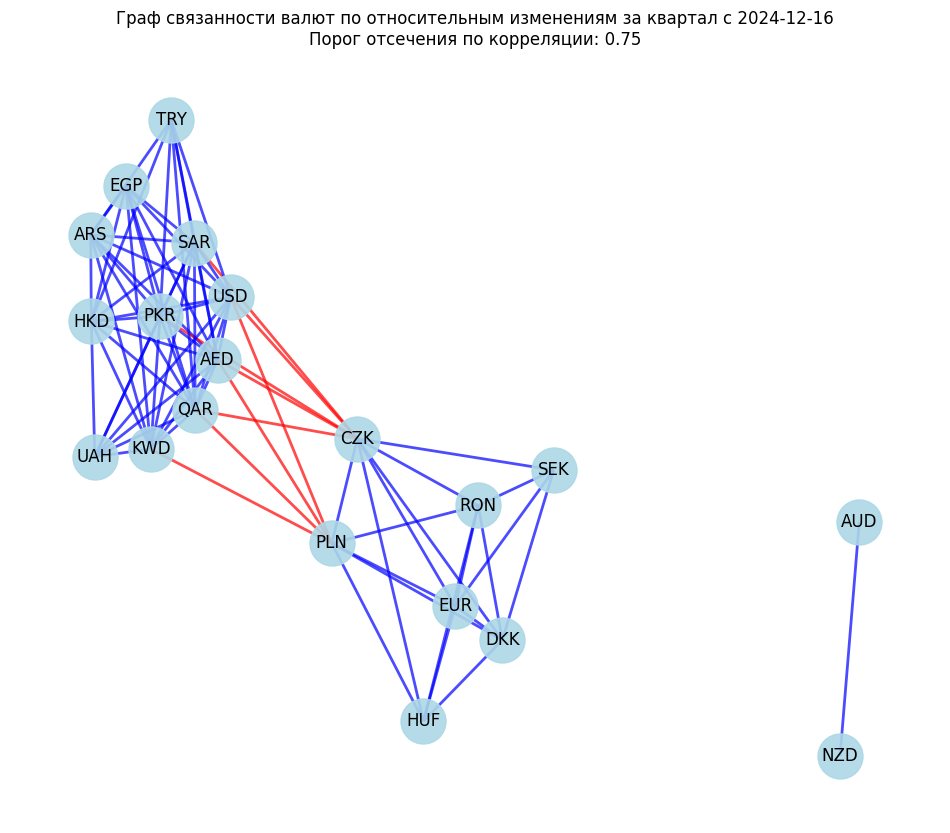 Граф связанности валют по относительным изменениям за квартал с 2024-12-16
Порог отсечения по корреляции: 0.75
TRY
EGP
ARS
SAR
USD
HKD
PKR
AED
QAR
CZK
UAH
KWD
SEK
RON
AUD
PLN
EUR
DKK
HUF
NZD